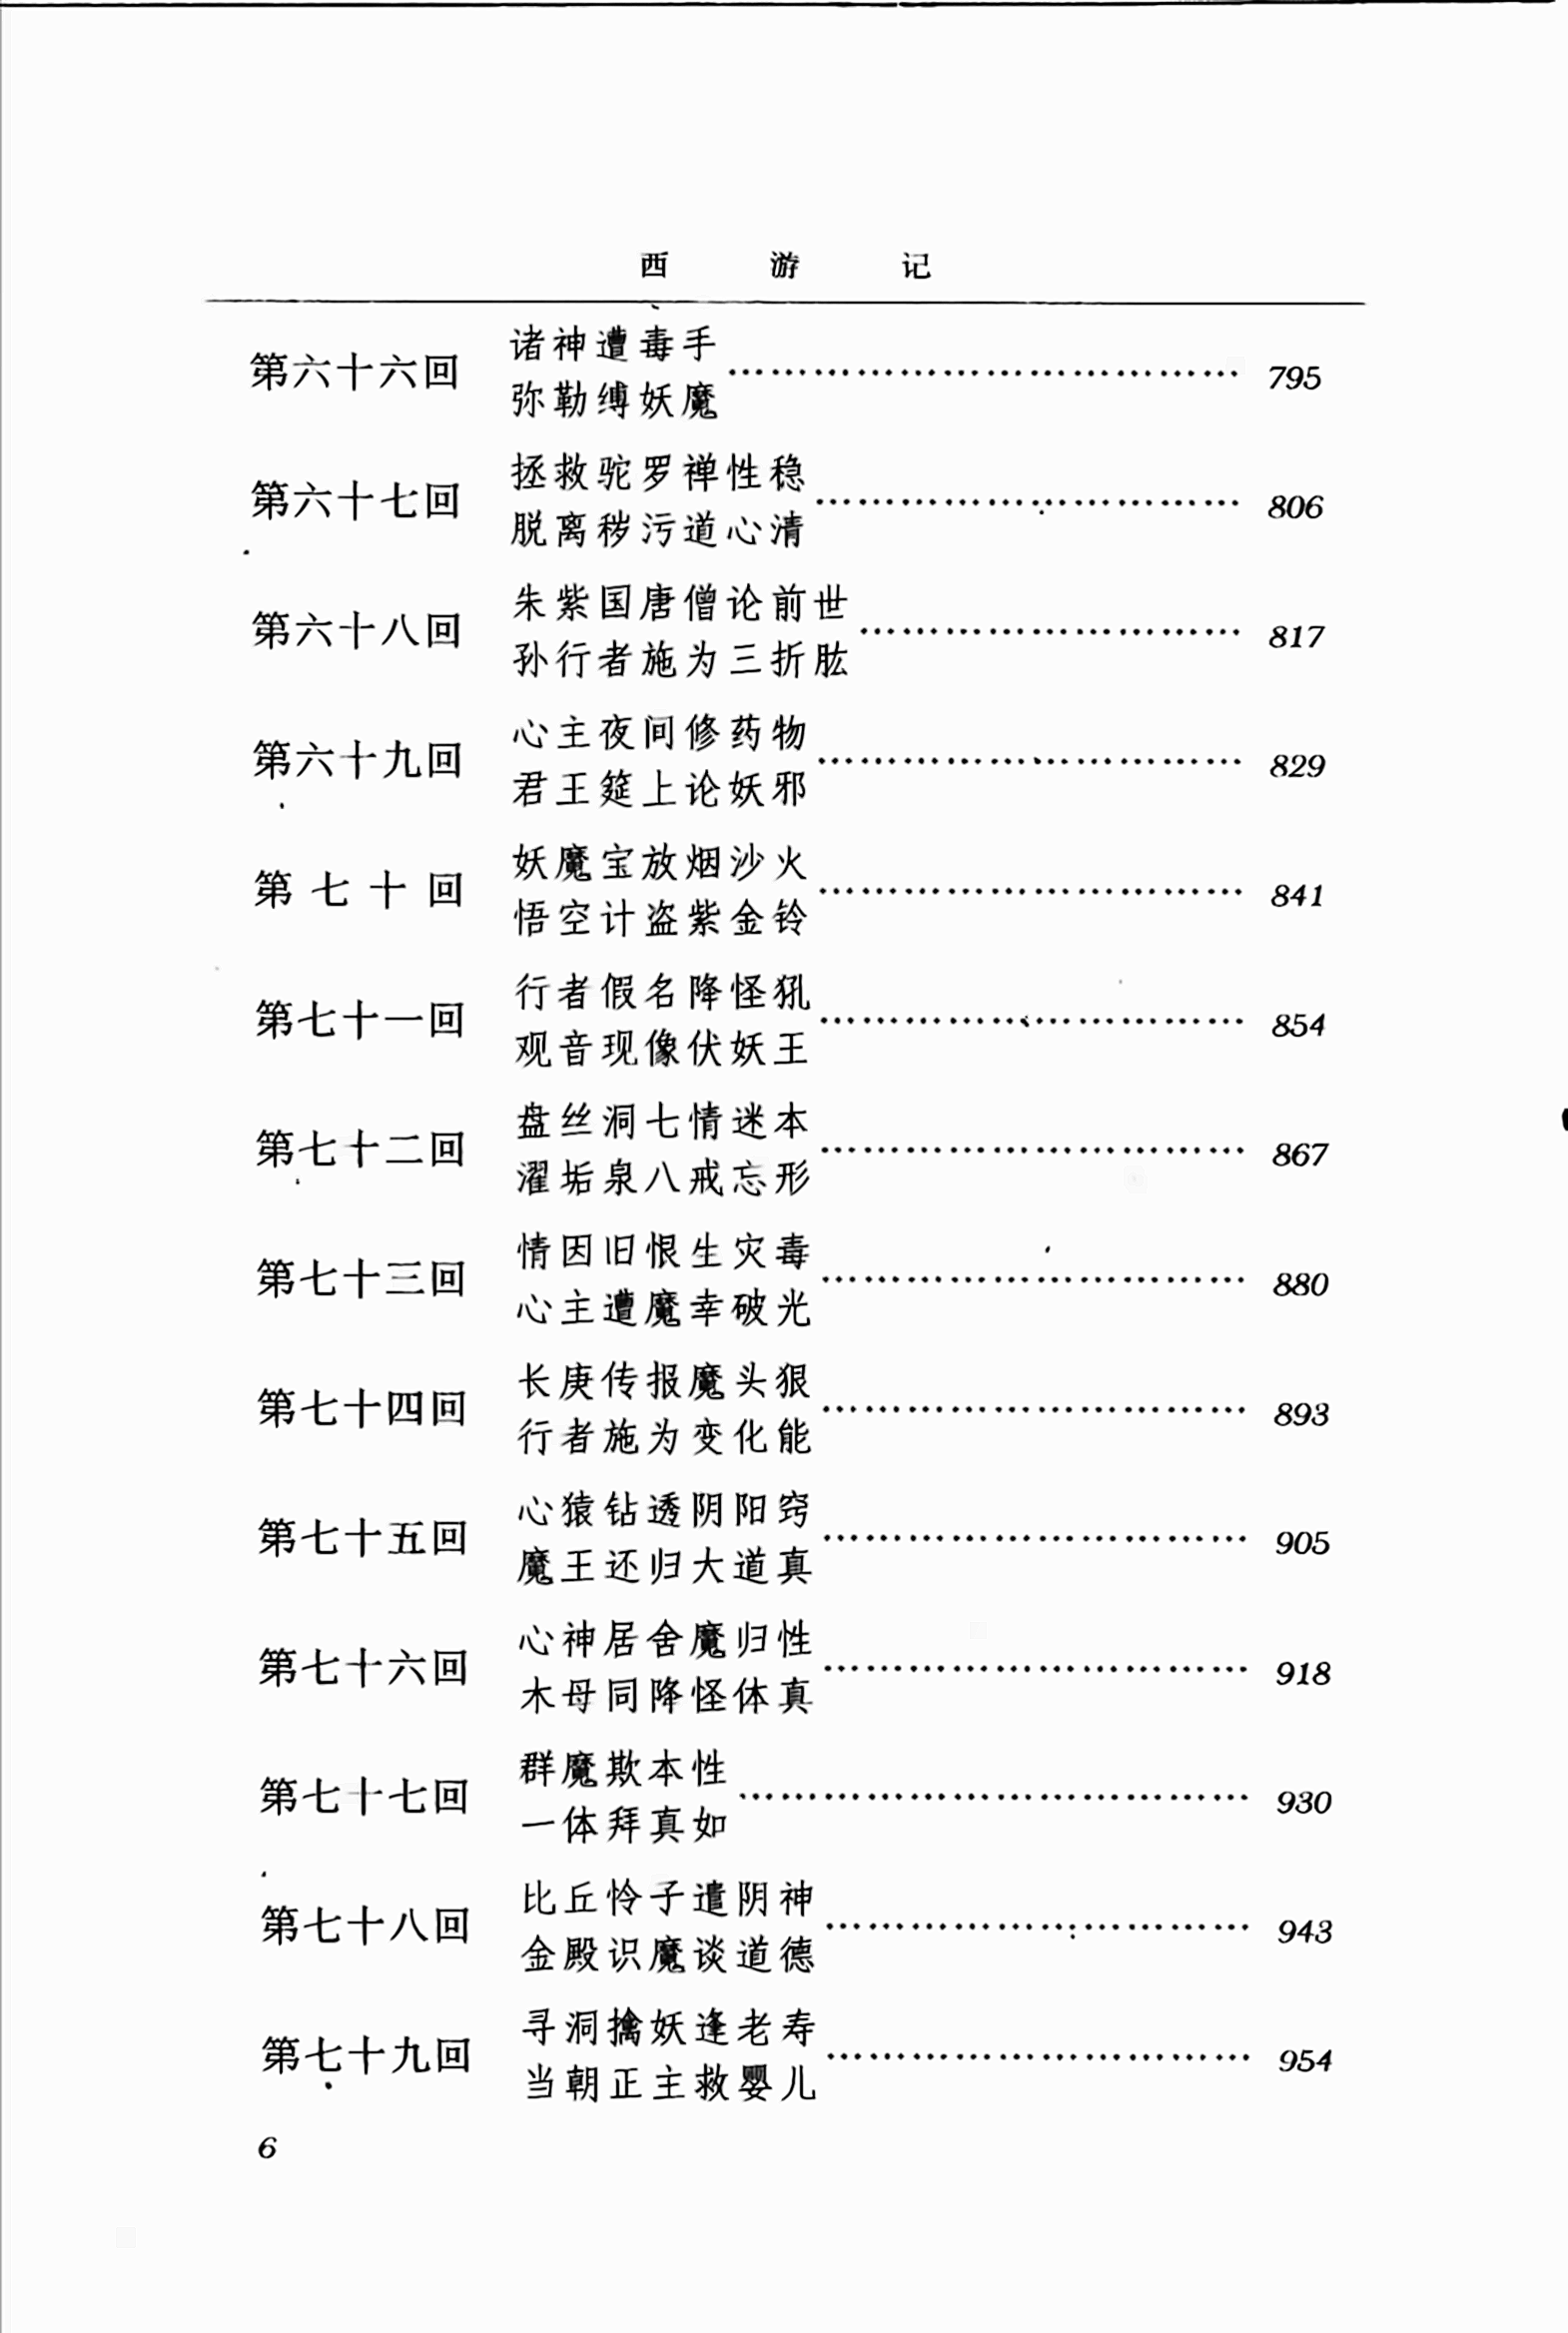 西游记
诸神遭毒手
第六十六回 …… 795
弥勒缚妖魔
拯救驼罗禅性稳
第六十七回 …… 806
脱离秽污道心清
朱紫国唐僧论前世
第六十八回 …… 817
孙行者施为三折肱
心主夜间修药物
第六十九回 …… 829
君王筵上论妖邪
妖魔宝放烟沙火
第七十回 …… 841
悟空计盗紫金铃
行者假名降怪犼
第七十一回 …… 854
观音现像伏妖王
盘丝洞七情迷本
第七十二回 …… 867
濯垢泉八戒忘形
情因旧恨生灾毒
第七十三回 …… 880
心主遭魔幸破光
长庚传报魔头狠
第七十四回 …… 893
行者施为变化能
心猿钻透阴阳窍
第七十五回 …… 905
魔王还归大道真
心神居舍魔归性
第七十六回 …… 918
木母同降怪体真
群魔欺本性
第七十七回 …… 930
一体拜真如
比丘怜子遣阴神
第七十八回 …… 943
金殿识魔谈道德
寻洞擒妖逢老寿
第七十九回 …… 954
当朝正主救婴儿
6